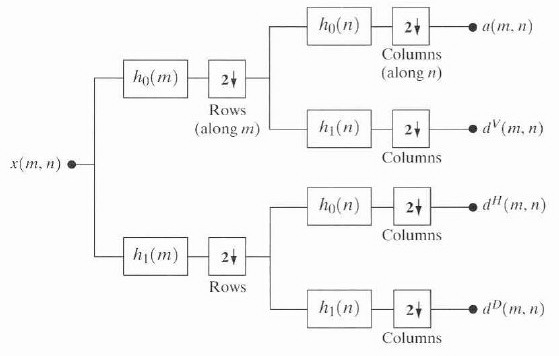 h₀(n) 2↓ a(m, n)
Columns
(along n)
h₀(m) 2↓
Rows
(along m)
h₁(n) 2↓ dⱽ(m, n)
Columns
x(m, n)
h₀(n) 2↓ dᴴ(m, n)
Columns
h₁(m) 2↓
Rows
h₁(n) 2↓ dᴰ(m, n)
Columns